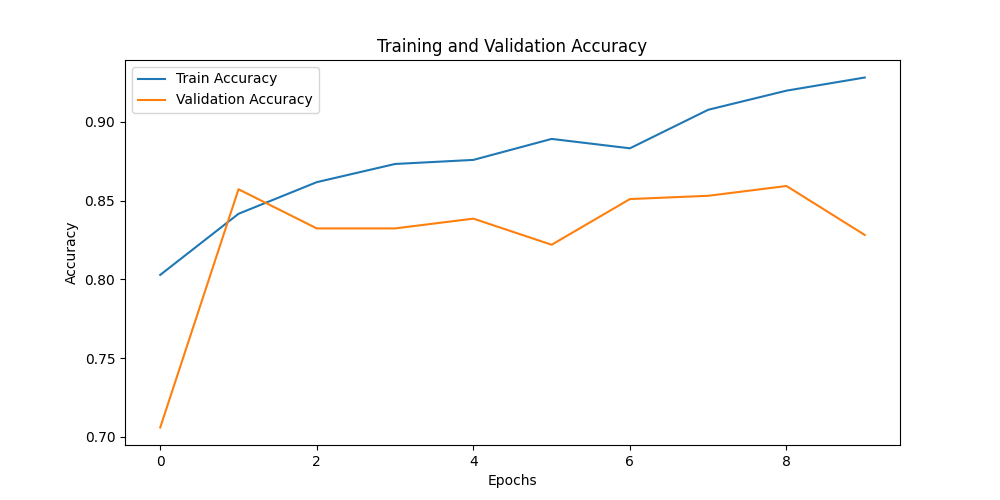 Training and Validation Accuracy
Train Accuracy
Validation Accuracy
0.90
0.85
0.80
0.75
0.70
Accuracy
0 2 4 6 8
Epochs